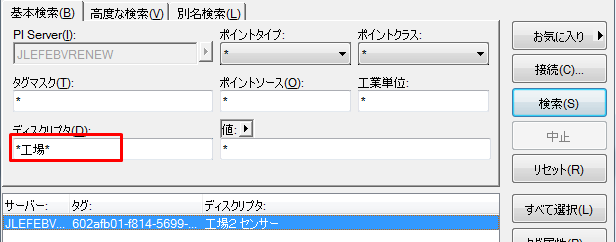 基本検索(B) 高度な検索(V) 別名検索(L)
PI Server(I): ポイントタイプ: ポイントクラス:
JLEFEBVRENEW * *
タグマスク(T): ポイントソース(O): 工業単位:
* * *
ディスクリプタ(D): 値:
*工場* *
お気に入り
接続(C)...
検索(S)
中止
リセット(R)
サーバー: タグ: ディスクリプタ:
JLEFEBV... 602afb01-f814-5699-... 工場2 センサー
すべて選択(L)